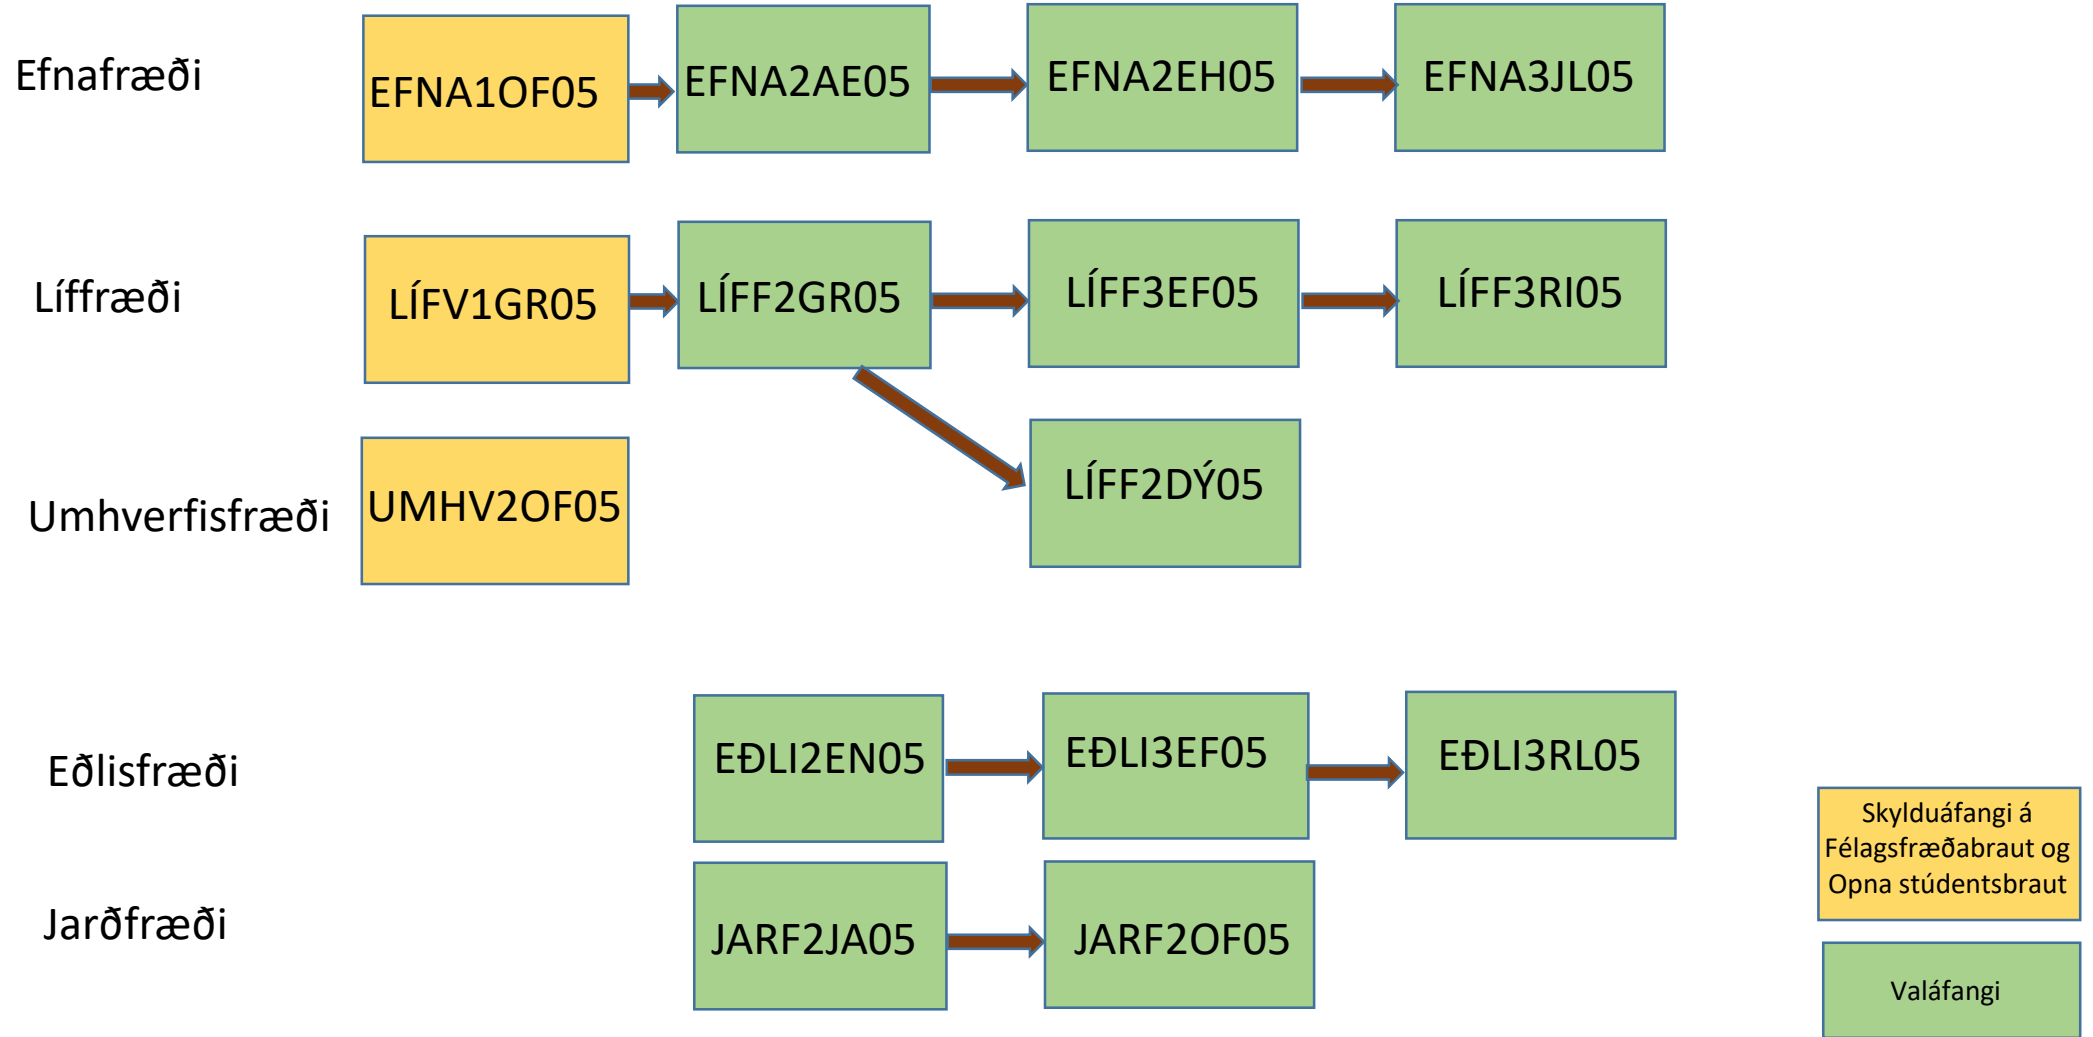 Efnafræði
EFNA1OF05
EFNA2AE05
EFNA2EH05
EFNA3JL05
Líffræði
LÍFV1GR05
LÍFF2GR05
LÍFF3EF05
LÍFF3RI05
Umhverfisfræði
UMHV2OF05
LÍFF2DÝ05
Eðlisfræði
EÐLI2EN05
EÐLI3EF05
EÐLI3RL05
Jarðfræði
JARF2JA05
JARF2OF05
Skylduáfangi á
Félagsfræðabraut og
Opna stúdentsbraut
Valáfangi